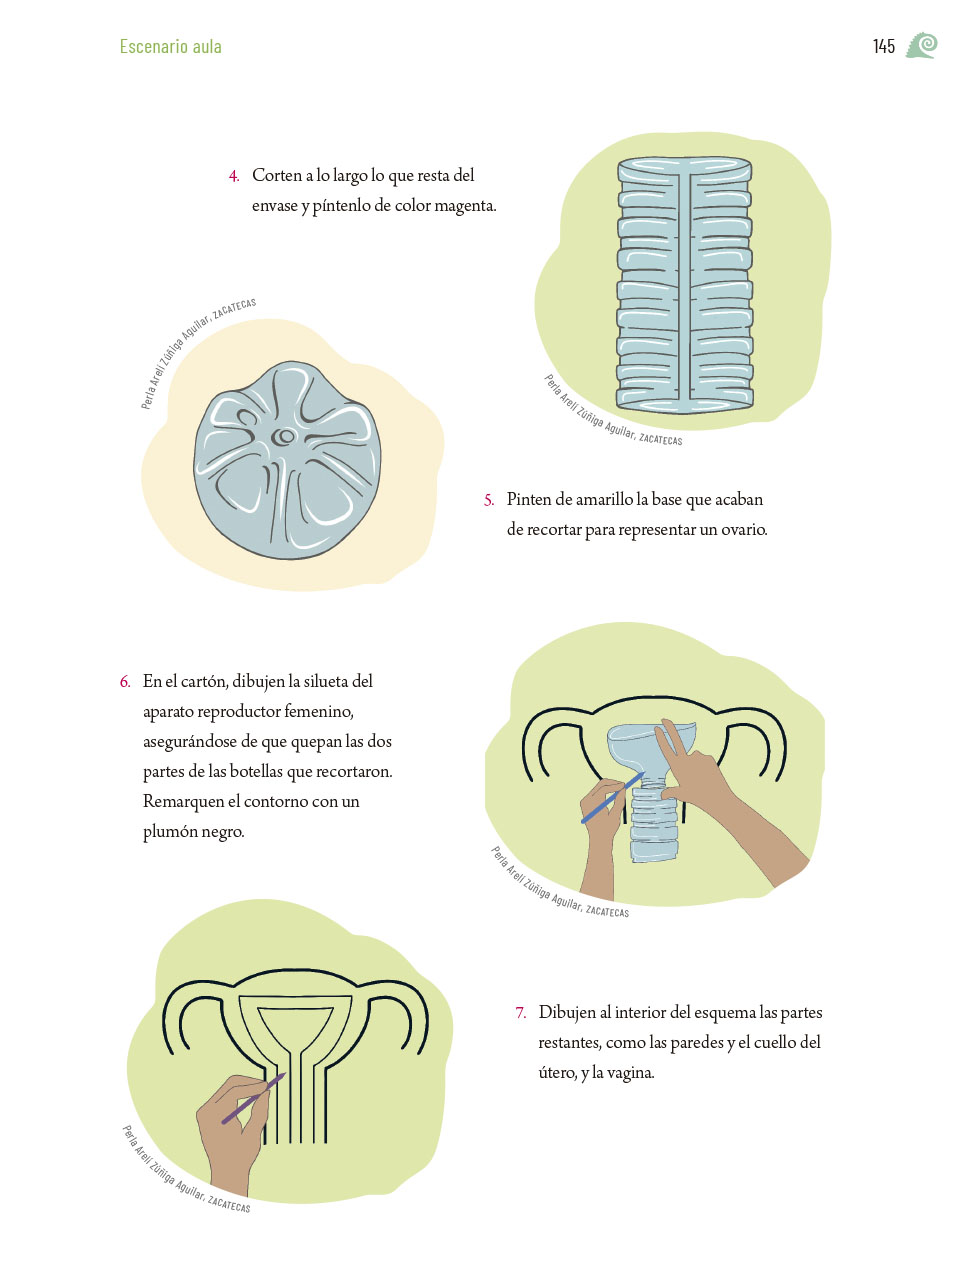 Escenario aula
145
4. Corten a lo largo lo que resta del
envase y píntenlo de color magenta.
Perla Arelí Zúñiga Aguilar, ZACATECAS
Perla Arelí Zúñiga Aguilar, ZACATECAS
5. Pinten de amarillo la base que acaban
de recortar para representar un ovario.
6. En el cartón, dibujen la silueta del
aparato reproductor femenino,
asegurándose de que quepan las dos
partes de las botellas que recortaron.
Remarquen el contorno con un
plumón negro.
Perla Arelí Zúñiga Aguilar, ZACATECAS
7. Dibujen al interior del esquema las partes
restantes, como las paredes y el cuello del
útero, y la vagina.
Perla Arelí Zúñiga Aguilar, ZACATECAS